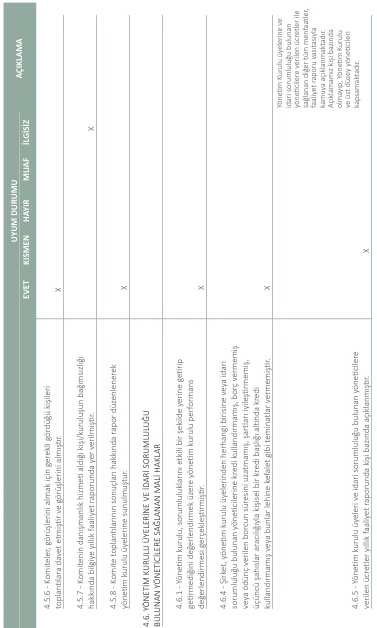 UYUM DURUMU
EVET KISMEN HAYIR MUAF İLGİSİZ AÇIKLAMA
4.5.6 - Komiteler, görüşlerini almak için gerekli gördüğü kişileri
toplantılara davet etmiştir ve görüşlerini almıştır.
X
4.5.7 - Komitenin danışmanlık hizmeti aldığı kişi/kuruluşun bağımsızlığı
hakkında bilgiye yıllık faaliyet raporunda yer verilmiştir.
X
4.5.8 - Komite toplantılarının sonuçları hakkında rapor düzenlenerek
yönetim kurulu üyelerine sunulmuştur.
X
4.6. YÖNETİM KURULU ÜYELERİNE VE İDARİ SORUMLULUĞU
BULUNAN YÖNETİCİLERE SAĞLANAN MALİ HAKLAR
4.6.1 - Yönetim kurulu, sorumluluklarını etkili bir şekilde yerine getirip
getirmediğini değerlendirmek üzere yönetim kurulu performans
değerlendirmesi gerçekleştirmiştir.
X
4.6.4 - Şirket, yönetim kurulu üyelerinden herhangi birisine veya idari
sorumluluğu bulunan yöneticilerine kredi kullandırmamış, borç vermemiş
veya ödünç verilen borcun süresini uzatmamış, şartları iyileştirmemiş,
üçüncü şahıslar aracılığıyla kişisel bir kredi başlığı altında kredi
kullandırmamış veya bunlar lehine kefalet gibi teminatlar vermemiştir.
X
4.6.5 - Yönetim kurulu üyeleri ve idari sorumluluğu bulunan yöneticilere
verilen ücretler yıllık faaliyet raporunda kişi bazında açıklanmıştır.
X
Yönetim Kurulu üyelerine ve
idari sorumluluğu bulunan
yöneticilere verilen ücretler ile
sağlanan diğer tüm menfaatler,
faaliyet raporu vasıtasıyla
kamuya açıklanmaktadır.
Açıklamamız kişi bazında
olmayıp, Yönetim Kurulu
ve üst düzey yöneticileri
kapsamaktadır.